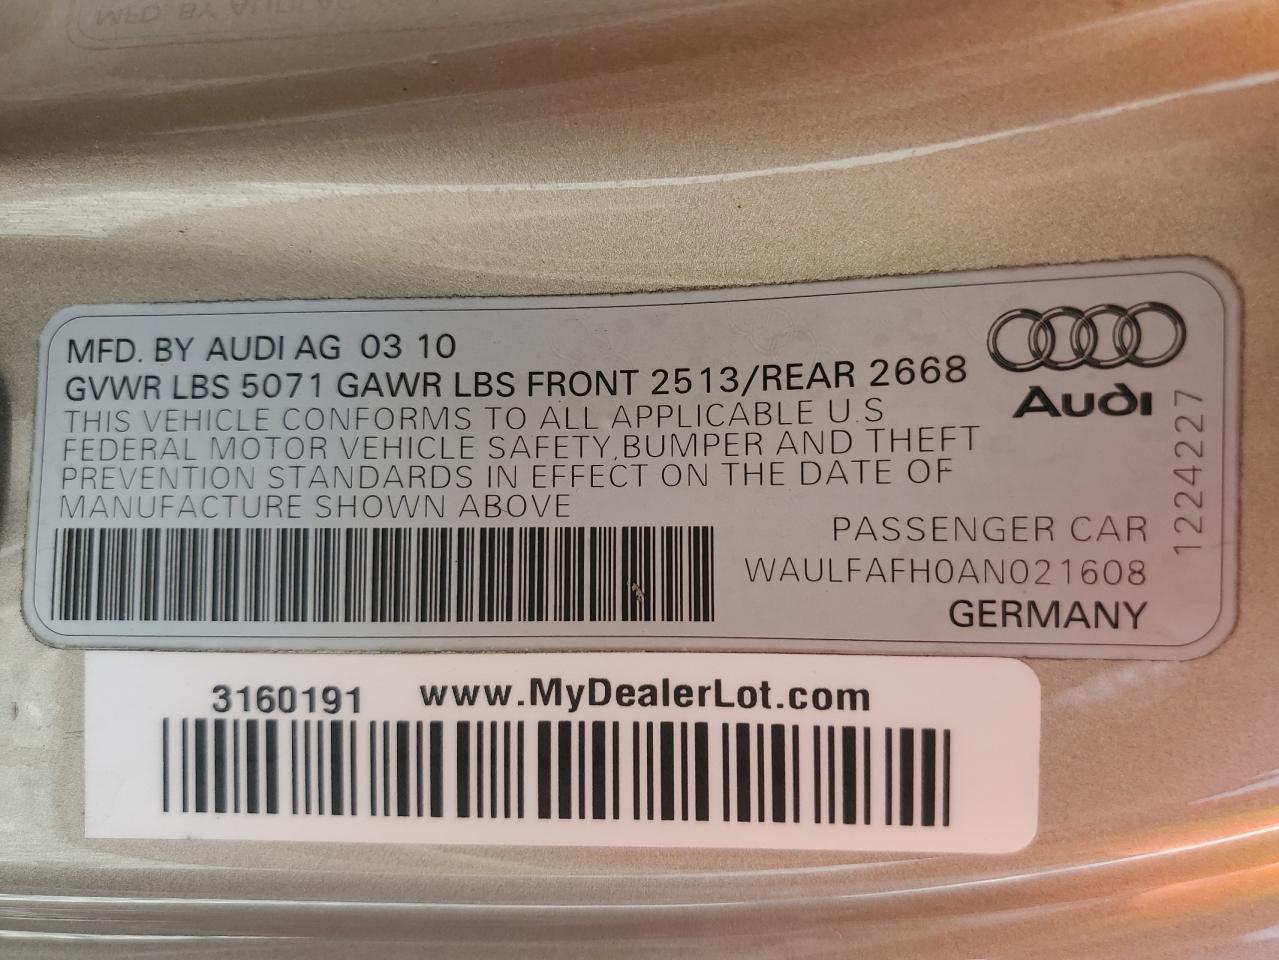 MFD. BY AUDI AG 03 10
GVWR LBS 5071 GAWR LBS FRONT 2513/REAR 2668
THIS VEHICLE CONFORMS TO ALL APPLICABLE U.S
FEDERAL MOTOR VEHICLE SAFETY,BUMPER AND THEFT
PREVENTION STANDARDS IN EFFECT ON THE DATE OF
MANUFACTURE SHOWN ABOVE
Audi
1224227
PASSENGER CAR
WAULFAFH0AN021608
GERMANY
3160191 www.MyDealerLot.com